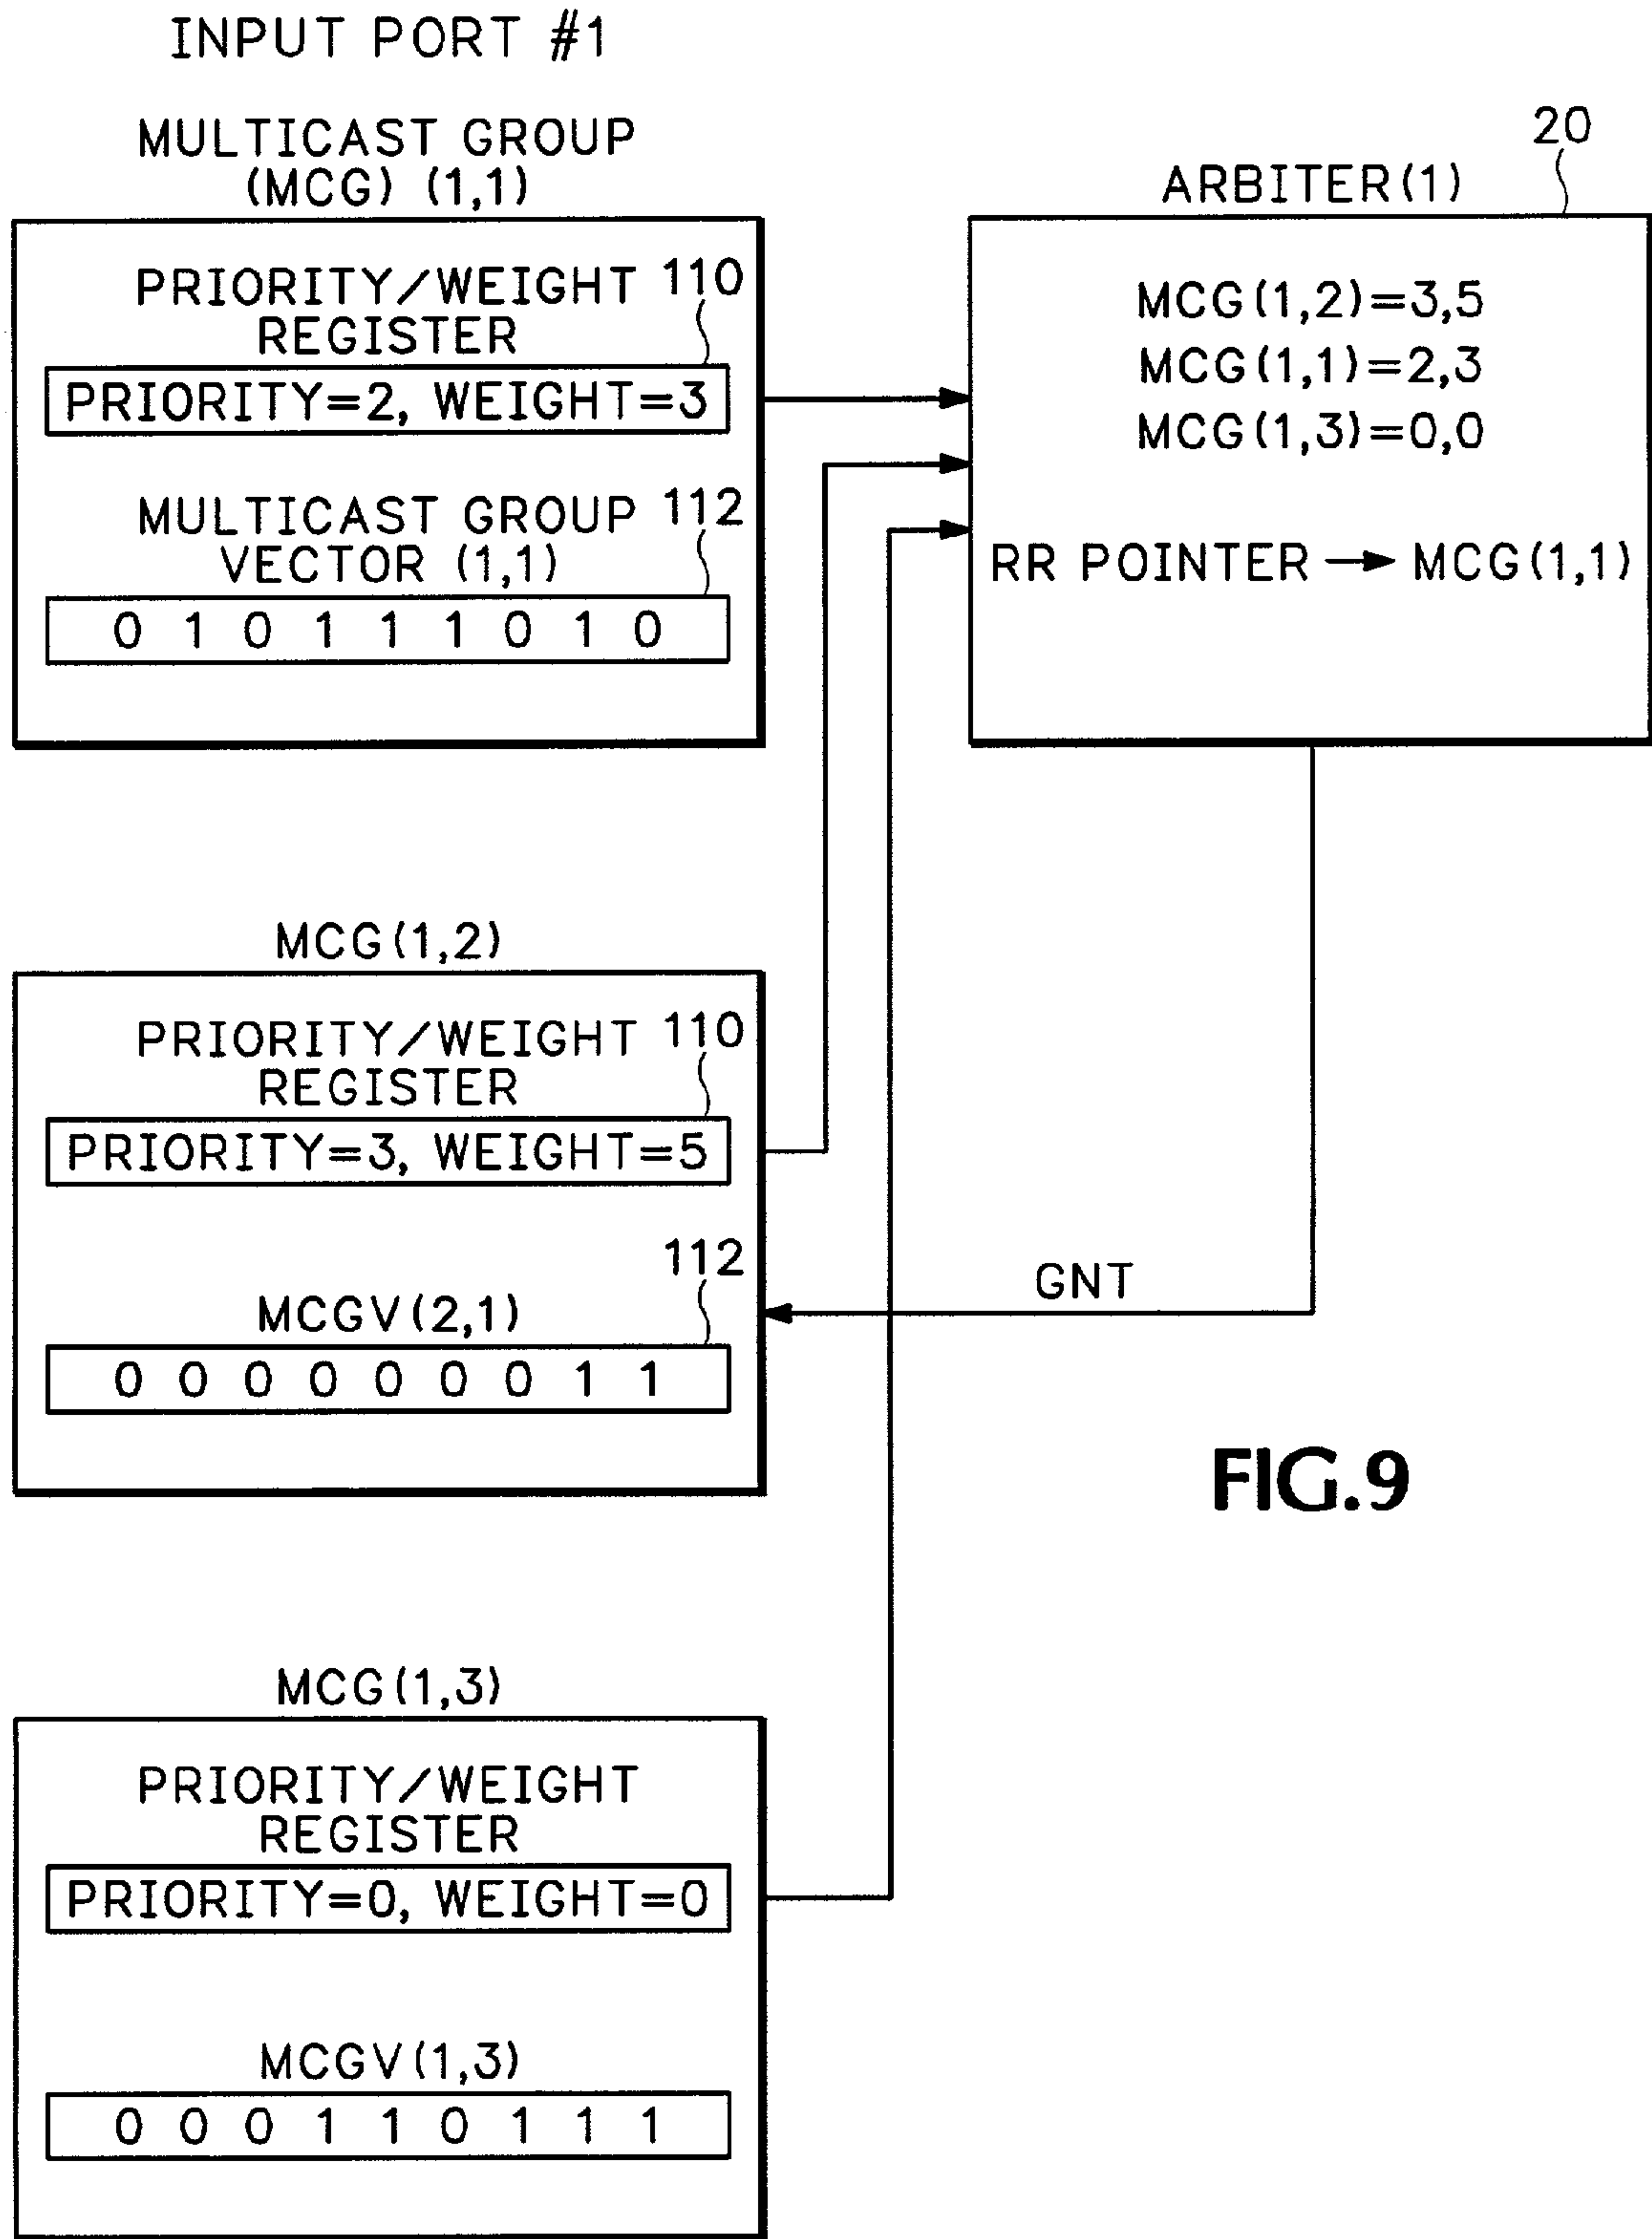 INPUT PORT #1
MULTICAST GROUP
(MCG) (1,1)
PRIORITY/WEIGHT 110
REGISTER
PRIORITY=2, WEIGHT=3
MULTICAST GROUP 112
VECTOR (1,1)
0 1 0 1 1 1 0 1 0
20
ARBITER(1)
MCG(1,2)=3,5
MCG(1,1)=2,3
MCG(1,3)=0,0
RR POINTER → MCG(1,1)
MCG(1,2)
PRIORITY/WEIGHT 110
REGISTER
PRIORITY=3, WEIGHT=5
112
MCGV(2,1)
0 0 0 0 0 0 0 1 1
GNT
FIG.9
MCG(1,3)
PRIORITY/WEIGHT
REGISTER
PRIORITY=0, WEIGHT=0
MCGV(1,3)
0 0 0 1 1 0 1 1 1